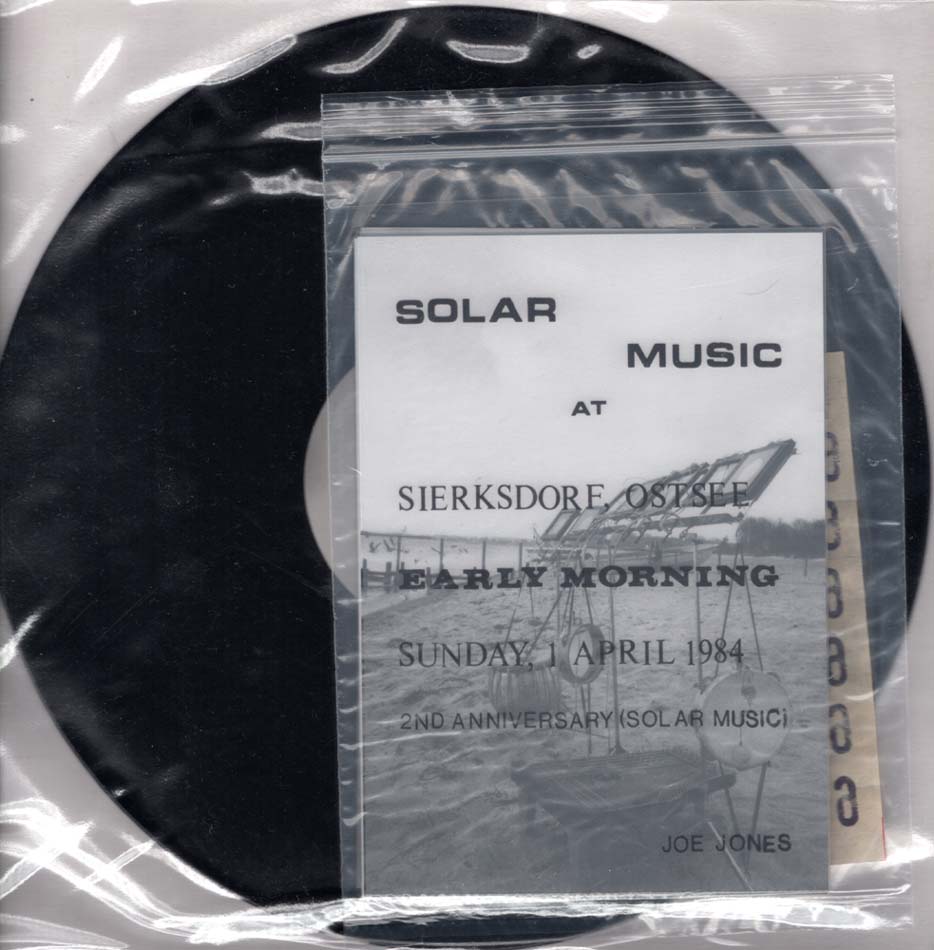 SOLAR
MUSIC
AT
SIERKSDORF, OSTSEE
EARLY MORNING
SUNDAY, 1 APRIL 1984
2ND ANNIVERSARY (SOLAR MUSIC)
JOE JONES